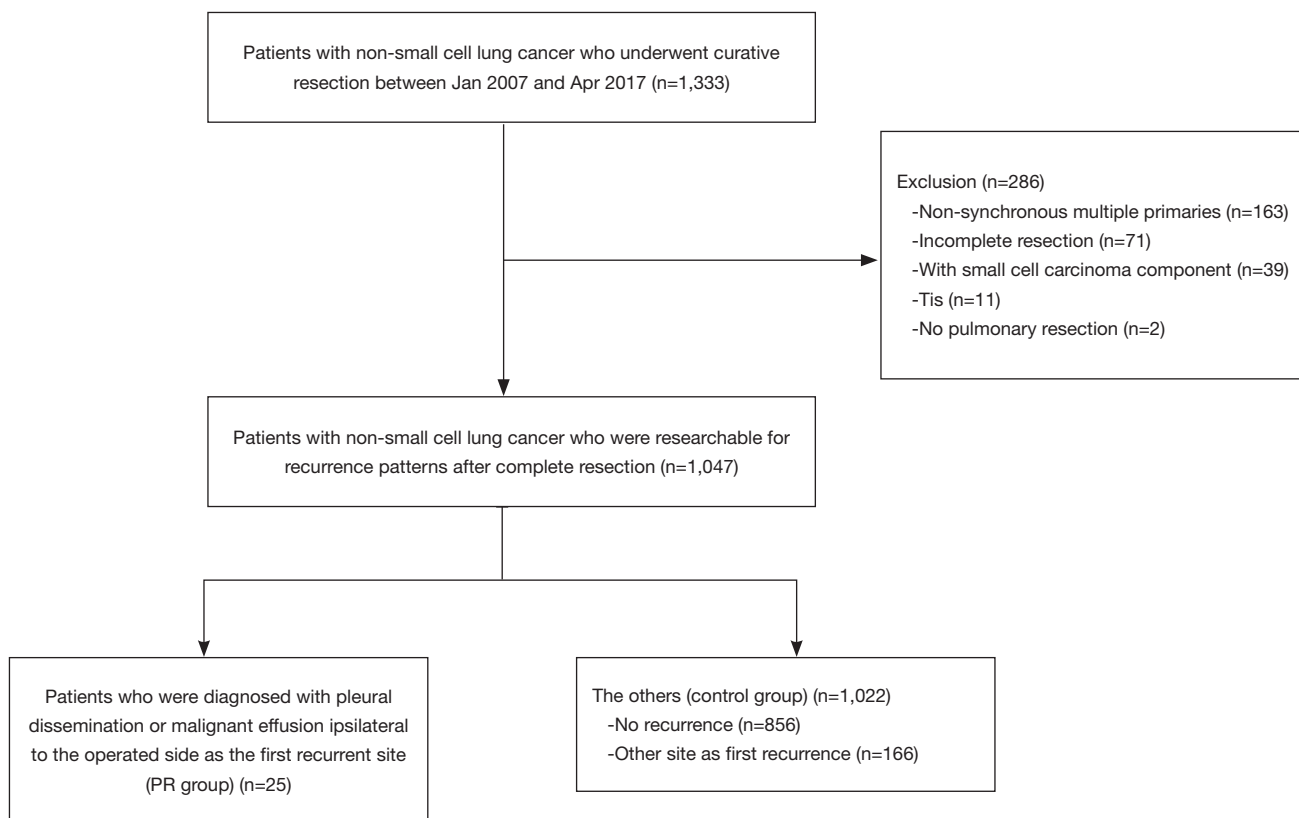 Patients with non-small cell lung cancer who underwent curative
resection between Jan 2007 and Apr 2017 (n=1,333)
Exclusion (n=286)
-Non-synchronous multiple primaries (n=163)
-Incomplete resection (n=71)
-With small cell carcinoma component (n=39)
-Tis (n=11)
-No pulmonary resection (n=2)
Patients with non-small cell lung cancer who were researchable for
recurrence patterns after complete resection (n=1,047)
Patients who were diagnosed with pleural
dissemination or malignant effusion ipsilateral
to the operated side as the first recurrent site
(PR group) (n=25)
The others (control group) (n=1,022)
-No recurrence (n=856)
-Other site as first recurrence (n=166)